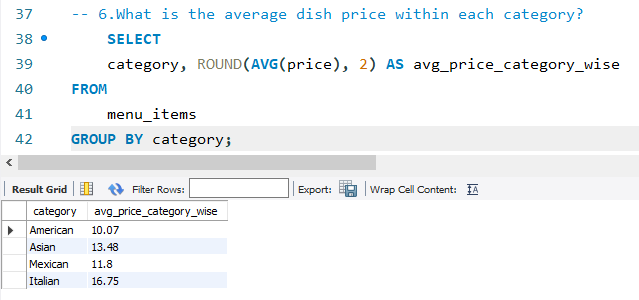 37 -- 6.What is the average dish price within each category?
38 SELECT
39 category, ROUND(AVG(price), 2) AS avg_price_category_wise
40 FROM
41 menu_items
42 GROUP BY category;
Result Grid Filter Rows: Export: Wrap Cell Content:
category avg_price_category_wise
American 10.07
Asian 13.48
Mexican 11.8
Italian 16.75